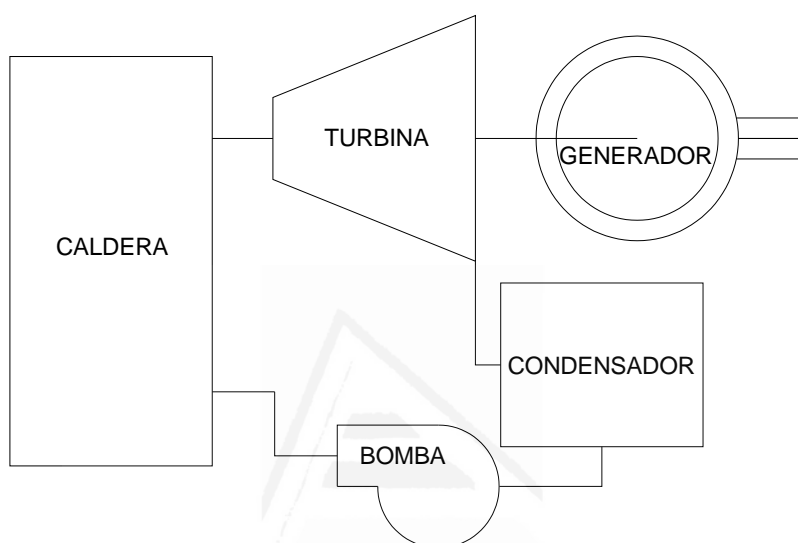 TURBINA
GENERADOR
CALDERA
CONDENSADOR
BOMBA